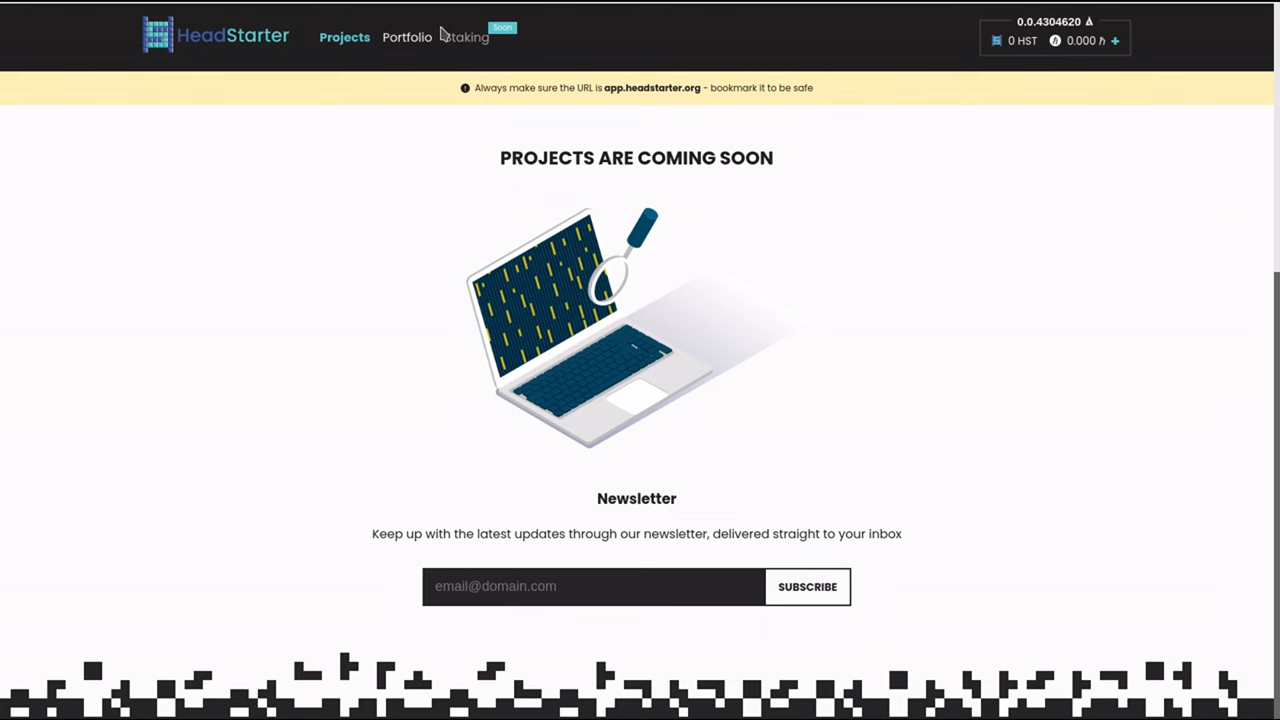 HeadStarter
Projects Portfolio Staking Soon
0.0.4304620
0 HST 0.000 ℏ +
Always make sure the URL is app.headstarter.org - bookmark it to be safe
PROJECTS ARE COMING SOON
Newsletter
Keep up with the latest updates through our newsletter, delivered straight to your inbox
email@domain.com SUBSCRIBE